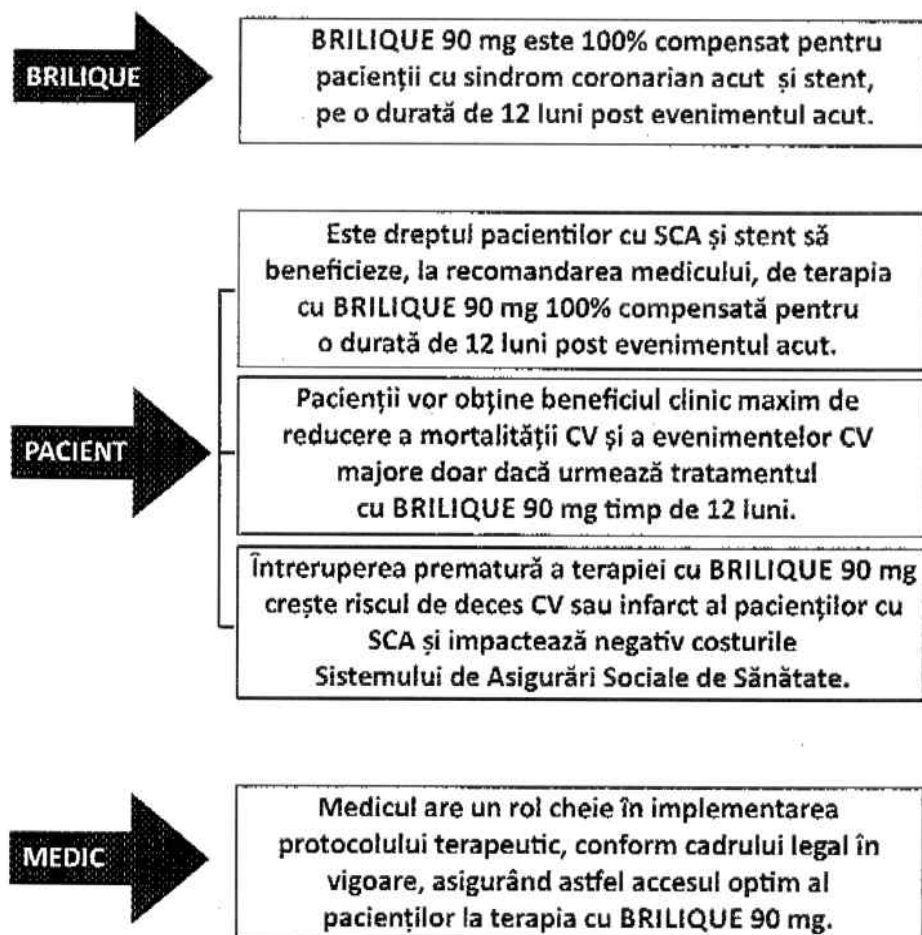 BRILIQUE
BRILIQUE 90 mg este 100% compensat pentru
pacienții cu sindrom coronarian acut și stent,
pe o durată de 12 luni post evenimentul acut.
PACIENT
Este dreptul pacientilor cu SCA și stent să
beneficieze, la recomandarea medicului, de terapia
cu BRILIQUE 90 mg 100% compensată pentru
o durată de 12 luni post evenimentul acut.
Pacienții vor obține beneficiul clinic maxim de
reducere a mortalității CV și a evenimentelor CV
majore doar dacă urmează tratamentul
cu BRILIQUE 90 mg timp de 12 luni.
Întreruperea prematură a terapiei cu BRILIQUE 90 mg
crește riscul de deces CV sau infarct al pacienților cu
SCA și impactează negativ costurile
Sistemului de Asigurări Sociale de Sănătate.
MEDIC
Medicul are un rol cheie în implementarea
protocolului terapeutic, conform cadrului legal în
vigoare, asigurând astfel accesul optim al
pacienților la terapia cu BRILIQUE 90 mg.